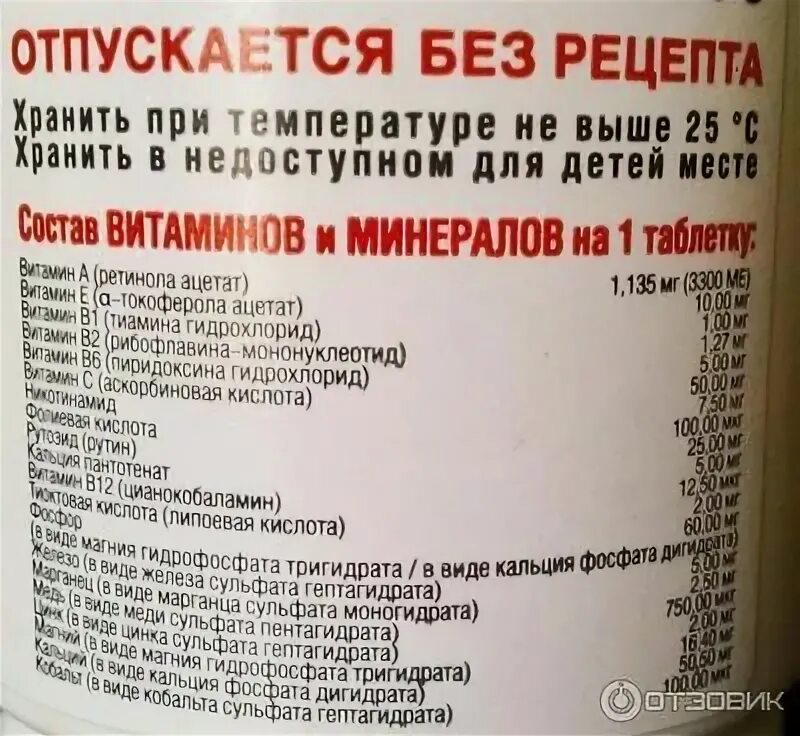 ОТПУСКАЕТСЯ БЕЗ РЕЦЕПТА
Хранить при температуре не выше 25 °С
Хранить в недоступном для детей месте
Состав ВИТАМИНОВ и МИНЕРАЛОВ на 1 таблетку:
Витамин А (ретинола ацетат) 1,135 мг (3300 МЕ)
Витамин Е (α-токоферола ацетат) 10,00 мг
Витамин В1 (тиамина гидрохлорид) 1,00 мг
Витамин В2 (рибофлавина-мононуклеотид) 1,27 мг
Витамин В6 (пиридоксина гидрохлорид) 5,00 мг
Витамин С (аскорбиновая кислота) 50,00 мг
Никотинамид 7,50 мг
Фолиевая кислота 100,00 мкг
Рутозид (рутин) 25,00 мг
Кальция пантотенат 5,00 мг
Витамин В12 (цианокобаламин) 12,50 мкг
Тиоктовая кислота (липоевая кислота) 2,00 мг
Фосфор 60,00 мг
(в виде магния гидрофосфата тригидрата / в виде кальция фосфата дигидрата)
Железо (в виде железа сульфата гептагидрата) 5,00 мг
Марганец (в виде марганца сульфата моногидрата) 2,50 мг
Медь (в виде меди сульфата пентагидрата) 750,00 мкг
Цинк (в виде цинка сульфата гептагидрата) 2,00 мг
Магний (в виде магния гидрофосфата тригидрата) 16,40 мг
Кальций (в виде кальция фосфата дигидрата) 50,50 мг
Кобальт (в виде кобальта сульфата гептагидрата) 100,00 мкг
ОТЗОВИК